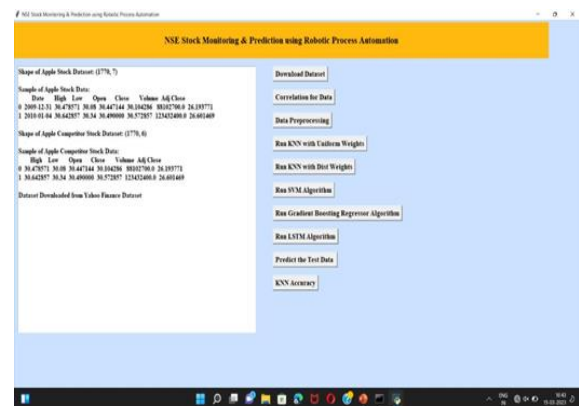 NSE Stock Monitoring & Prediction using Robotic Process Automation
NSE Stock Monitoring & Prediction using Robotic Process Automation
Shape of Apple Stock Dataset: (1770, 7)
Sample of Apple Stock Data:
Date High Low Open Close Volume Adj Close
0 2009-12-31 30.478571 30.08 30.447144 30.104286 88102700.0 26.193771
1 2010-01-04 30.642857 30.34 30.490000 30.572857 123432400.0 26.601469
Shape of Apple Competitor Stock Dataset: (1770, 6)
Sample of Apple Competitor Stock Data:
High Low Open Close Volume Adj Close
0 30.478571 30.08 30.447144 30.104286 88102700.0 26.193771
1 30.642857 30.34 30.490000 30.572857 123432400.0 26.601469
Dataset Downloaded from Yahoo Finance Dataset
Download Dataset
Correlation for Data
Data Preprocessing
Run KNN with Uniform Weights
Run KNN with Dist Weights
Run SVM Algorithm
Run Gradient Boosting Regressor Algorithm
Run LSTM Algorithm
Predict the Test Data
KNN Accuracy
ENG
IN